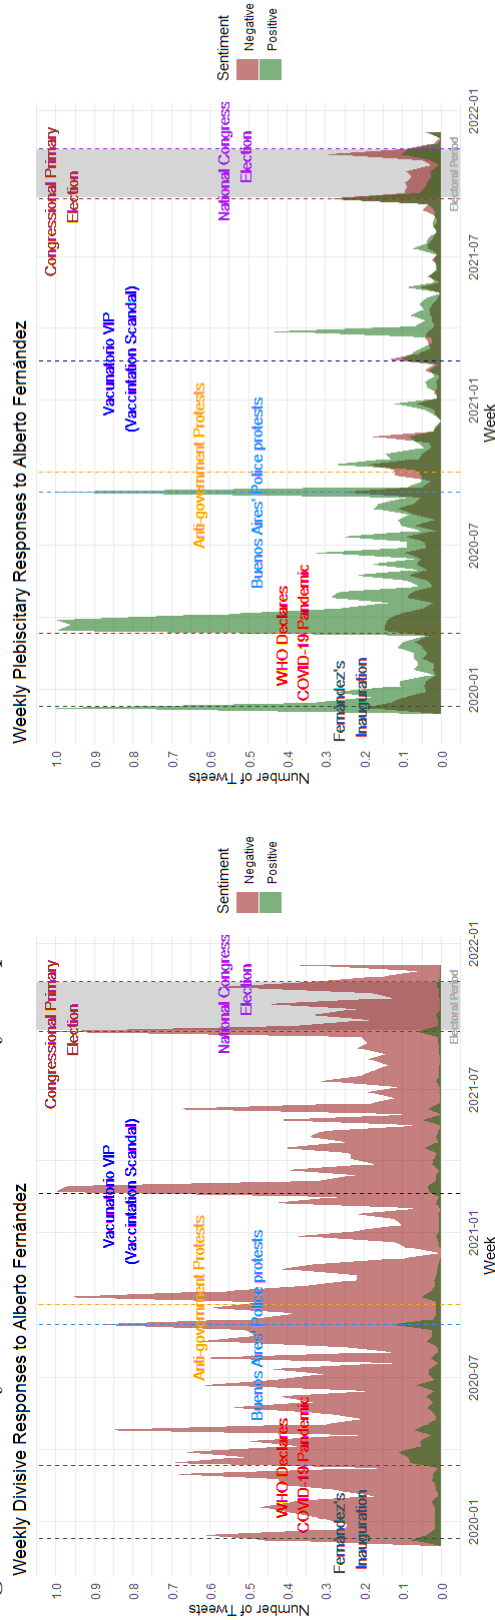 Weekly Divisive Responses to Alberto Fernández
Number of Tweets
1.0
0.9
0.8
0.7
0.6
0.5
0.4
0.3
0.2
0.1
0.0
Fernández's
Inauguration
WHO Declares
COVID-19 Pandemic
Buenos Aires' Police protests
Anti-government Protests
Vacunatorio VIP
(Vaccintation Scandal)
Congressional Primary
Election
National Congress
Election
Electoral Period
2020-01
2020-07
2021-01
2021-07
2022-01
Week
Sentiment
Negative
Positive
Weekly Plebiscitary Responses to Alberto Fernández
Number of Tweets
1.0
0.9
0.8
0.7
0.6
0.5
0.4
0.3
0.2
0.1
0.0
Fernández's
Inauguration
WHO Declares
COVID-19 Pandemic
Buenos Aires' Police protests
Anti-government Protests
Vacunatorio VIP
(Vaccintation Scandal)
Congressional Primary
Election
National Congress
Election
Electoral Period
2020-01
2020-07
2021-01
2021-07
2022-01
Week
Sentiment
Negative
Positive